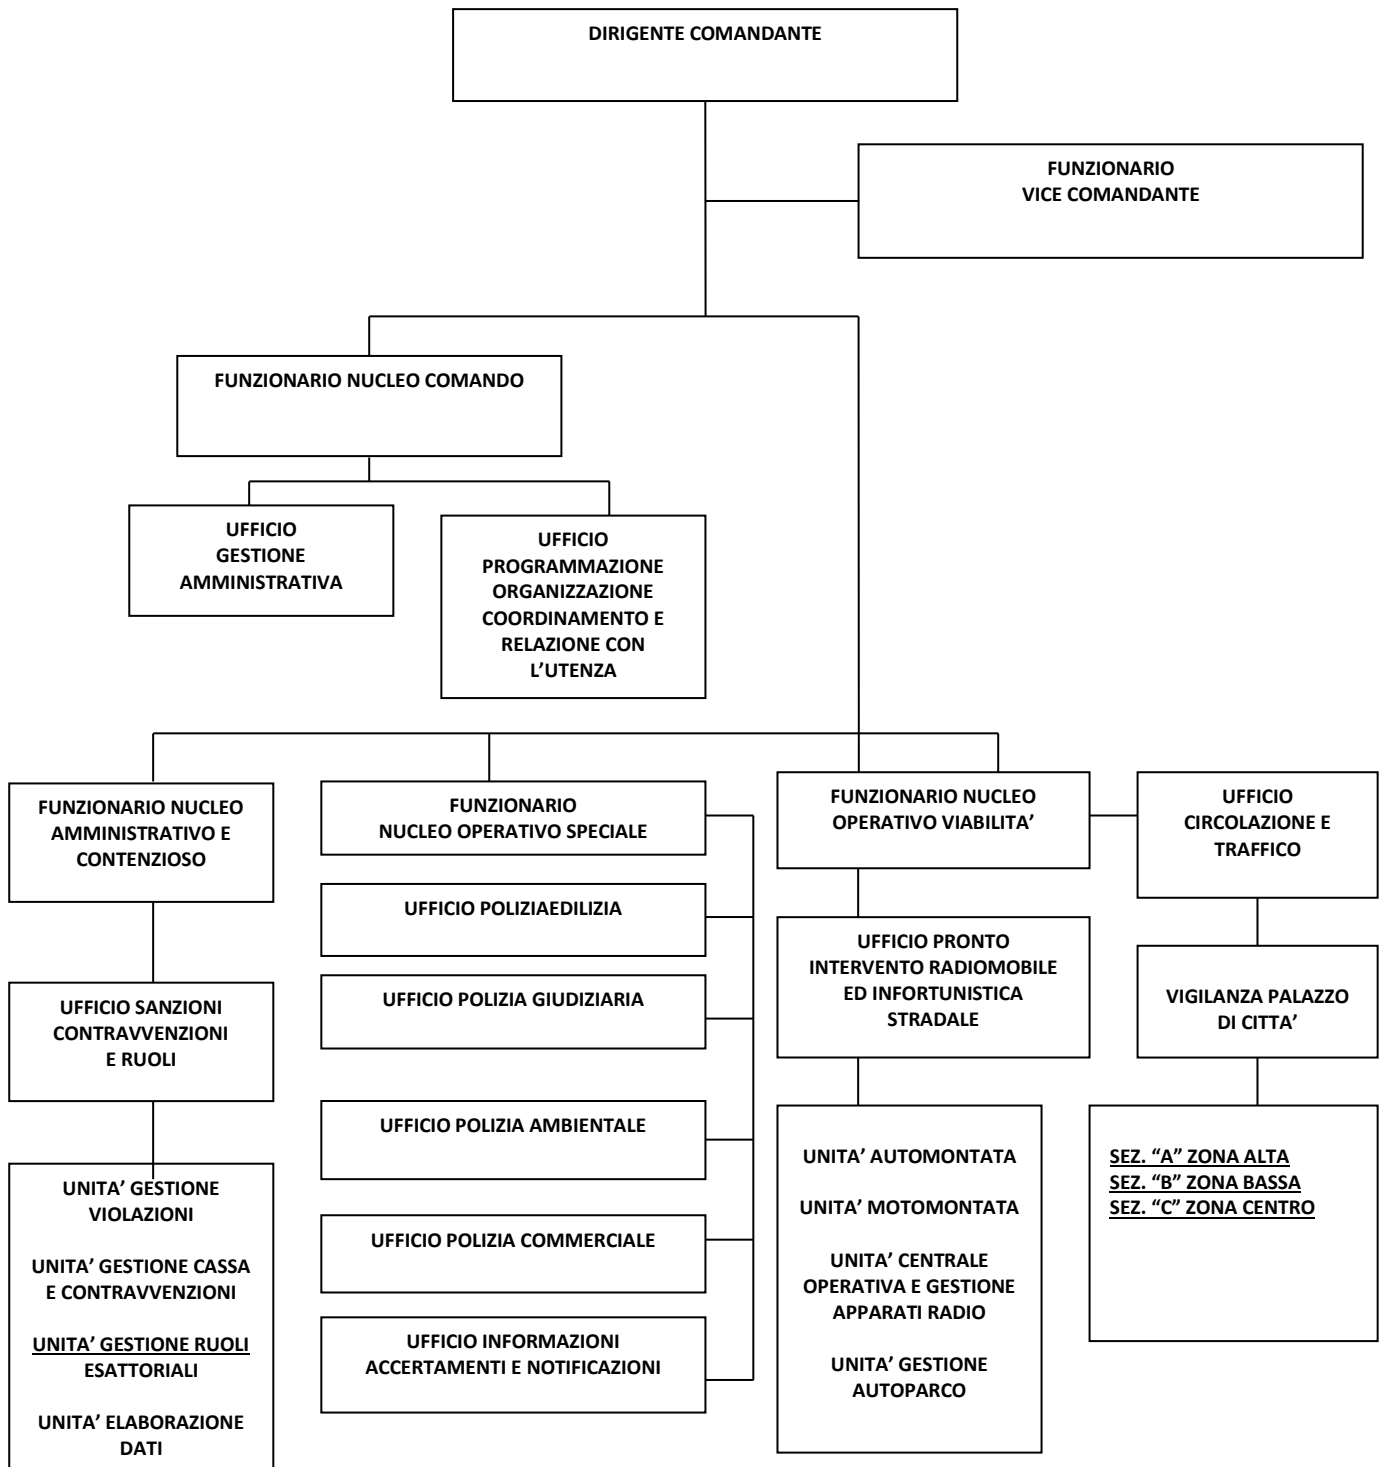 DIRIGENTE COMANDANTE
FUNZIONARIO
VICE COMANDANTE
FUNZIONARIO NUCLEO COMANDO
UFFICIO
GESTIONE
AMMINISTRATIVA
UFFICIO
PROGRAMMAZIONE
ORGANIZZAZIONE
COORDINAMENTO E
RELAZIONE CON
L’UTENZA
FUNZIONARIO NUCLEO
AMMINISTRATIVO E
CONTENZIOSO
UFFICIO SANZIONI
CONTRAVVENZIONI
E RUOLI
UNITA’ GESTIONE
VIOLAZIONI
UNITA’ GESTIONE CASSA
E CONTRAVVENZIONI
UNITA’ GESTIONE RUOLI
ESATTORIALI
UNITA’ ELABORAZIONE
DATI
FUNZIONARIO
NUCLEO OPERATIVO SPECIALE
UFFICIO POLIZIAEDILIZIA
UFFICIO POLIZIA GIUDIZIARIA
UFFICIO POLIZIA AMBIENTALE
UFFICIO POLIZIA COMMERCIALE
UFFICIO INFORMAZIONI
ACCERTAMENTI E NOTIFICAZIONI
FUNZIONARIO NUCLEO
OPERATIVO VIABILITA’
UFFICIO PRONTO
INTERVENTO RADIOMOBILE
ED INFORTUNISTICA
STRADALE
UNITA’ AUTOMONTATA
UNITA’ MOTOMONTATA
UNITA’ CENTRALE
OPERATIVA E GESTIONE
APPARATI RADIO
UNITA’ GESTIONE
AUTOPARCO
UFFICIO
CIRCOLAZIONE E
TRAFFICO
VIGILANZA PALAZZO
DI CITTA’
SEZ. “A” ZONA ALTA
SEZ. “B” ZONA BASSA
SEZ. “C” ZONA CENTRO